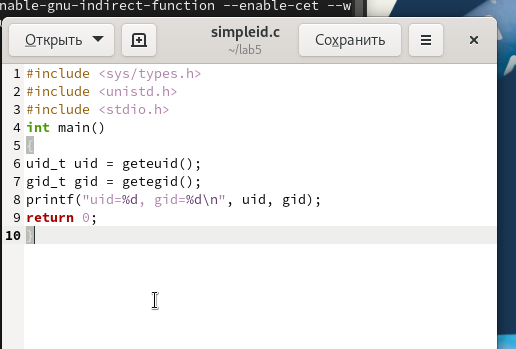 nable-gnu-indirect-function --enable-cet --w
Открыть
simpleid.c
~/lab5
Сохранить
1 #include <sys/types.h>
2 #include <unistd.h>
3 #include <stdio.h>
4 int main()
5 {
6 uid_t uid = geteuid();
7 gid_t gid = getegid();
8 printf("uid=%d, gid=%d\n", uid, gid);
9 return 0;
10 }